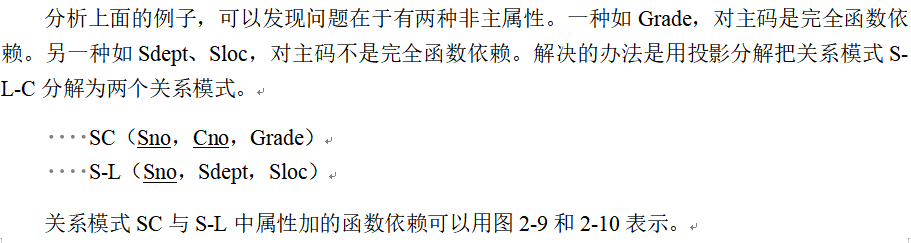 分析上面的例子，可以发现问题在于有两种非主属性。一种如 Grade，对主码是完全函数依
赖。另一种如 Sdept、Sloc，对主码不是完全函数依赖。解决的办法是用投影分解把关系模式 S-
L-C 分解为两个关系模式。
····SC（Sno，Cno，Grade）
····S-L（Sno，Sdept，Sloc）
关系模式 SC 与 S-L 中属性加的函数依赖可以用图 2-9 和 2-10 表示。